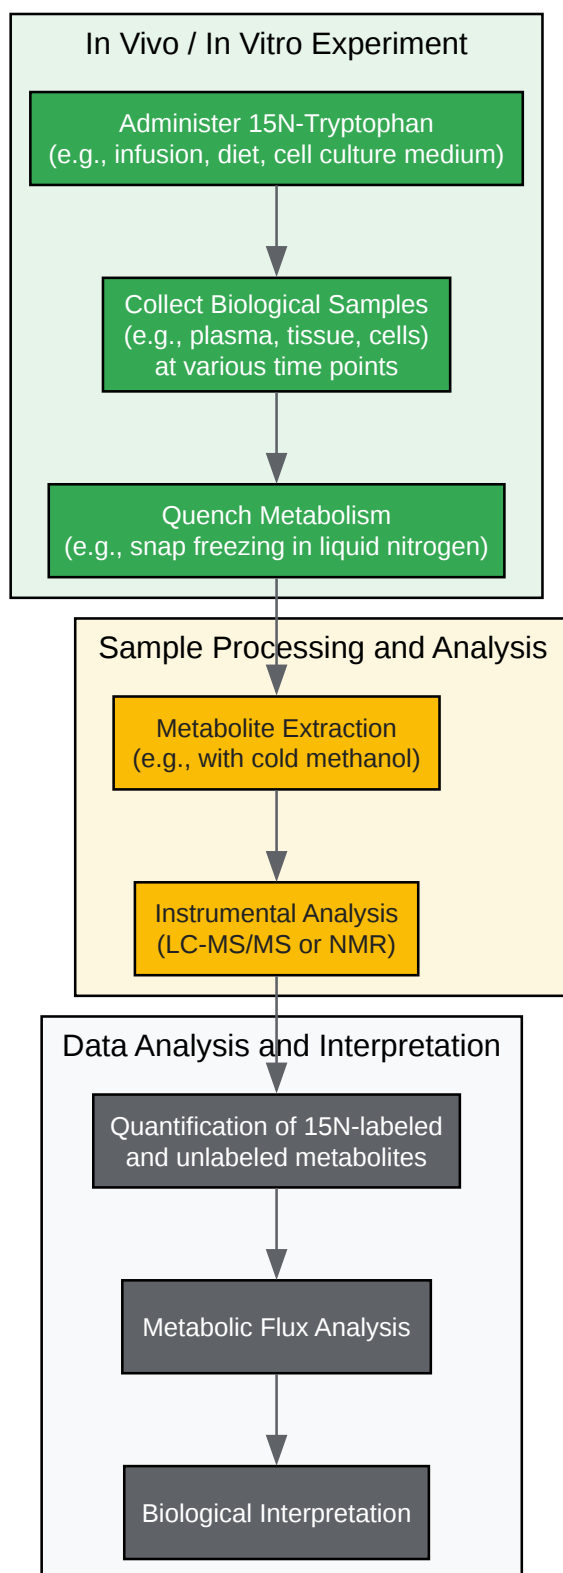 In Vivo / In Vitro Experiment
Administer 15N-Tryptophan
(e.g., infusion, diet, cell culture medium)
Collect Biological Samples
(e.g., plasma, tissue, cells)
at various time points
Quench Metabolism
(e.g., snap freezing in liquid nitrogen)
Sample Processing and Analysis
Metabolite Extraction
(e.g., with cold methanol)
Instrumental Analysis
(LC-MS/MS or NMR)
Data Analysis and Interpretation
Quantification of 15N-labeled
and unlabeled metabolites
Metabolic Flux Analysis
Biological Interpretation